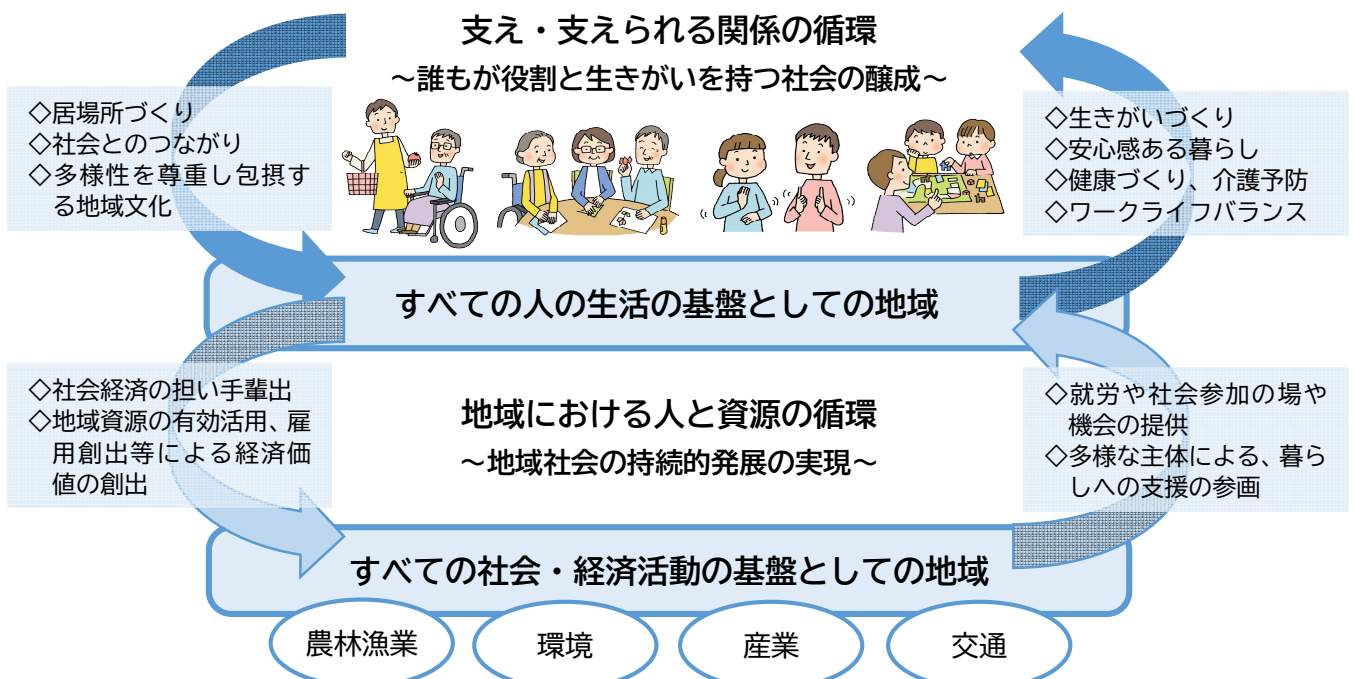 支え・支えられる関係の循環
～誰もが役割と生きがいを持つ社会の醸成～
◇居場所づくり
◇社会とのつながり
◇多様性を尊重し包摂す
る地域文化
◇生きがいづくり
◇安心感ある暮らし
◇健康づくり、介護予防
◇ワークライフバランス
すべての人の生活の基盤としての地域
◇社会経済の担い手輩出
◇地域資源の有効活用、雇
用創出等による経済価
値の創出
地域における人と資源の循環
～地域社会の持続的発展の実現～
◇就労や社会参加の場や
機会の提供
◇多様な主体による、暮ら
しへの支援の参画
すべての社会・経済活動の基盤としての地域
農林漁業
環境
産業
交通